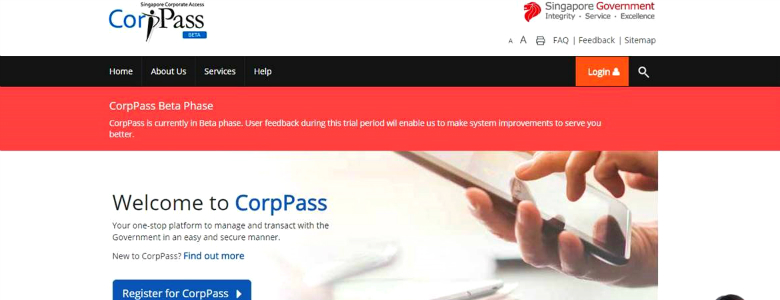 Singapore Corporate Access
CorpPass
BETA
Singapore Government
Integrity · Service · Excellence
A A FAQ | Feedback | Sitemap
Home About Us Services Help Login
CorpPass Beta Phase
CorpPass is currently in Beta phase. User feedback during this trial period wil enable us to make system improvements to serve you
better.
Welcome to CorpPass
Your one-stop platform to manage and transact with the
Government in an easy and secure manner.
New to CorpPass? Find out more
Register for CorpPass